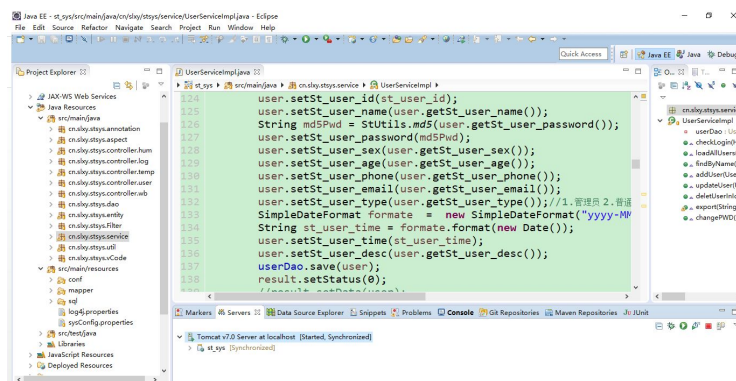 Java EE - st_sys/src/main/java/cn/slxy/stsys/service/UserServiceImpl.java - Eclipse
File Edit Source Refactor Navigate Search Project Run Window Help
Quick Access
Java EE
Java
Debug
Project Explorer
JAX-WS Web Services
Java Resources
src/main/java
cn.slxy.stsys.annotation
cn.slxy.stsys.aspect
cn.slxy.stsys.controller.hum
cn.slxy.stsys.controller.log
cn.slxy.stsys.controller.temp
cn.slxy.stsys.controller.user
cn.slxy.stsys.controller.wb
cn.slxy.stsys.dao
cn.slxy.stsys.entity
cn.slxy.stsys.Filter
cn.slxy.stsys.service
cn.slxy.stsys.util
cn.slxy.stsys.vCode
src/main/resources
conf
mapper
sql
log4j.properties
sysConfig.properties
src/test/java
Libraries
JavaScript Resources
Deployed Resources
UserServiceImpl.java
st_sys src/main/java cn.slxy.stsys.service UserServiceImpl
124 user.setSt_user_id(st_user_id);
125 user.setSt_user_name(user.getSt_user_name());
126 String md5Pwd = StUtils.md5(user.getSt_user_password());
127 user.setSt_user_password(md5Pwd);
128 user.setSt_user_sex(user.getSt_user_sex());
129 user.setSt_user_age(user.getSt_user_age());
130 user.setSt_user_phone(user.getSt_user_phone());
131 user.setSt_user_email(user.getSt_user_email());
132 user.setSt_user_type(user.getSt_user_type());//1.管理员 2.普通
133 SimpleDateFormat formate = new SimpleDateFormat("yyyy-MM
134 String st_user_time = formate.format(new Date());
135 user.setSt_user_time(st_user_time);
136 user.setSt_user_desc(user.getSt_user_desc());
137 userDao.save(user);
138 result.setStatus(0);
//result.setData(user);
O...
T...
cn.slxy.stsys.servi
UserServiceImpl
userDao : Us
checkLogin(H
loadAllUsers
findByName(
addUser(Use
updateUser(
deletUserInfo
export(String
changePWD(
Markers Servers Data Source Explorer Snippets Problems Console Git Repositories Maven Repositories JUnit
Tomcat v7.0 Server at localhost [Started, Synchronized]
st_sys [Synchronized]